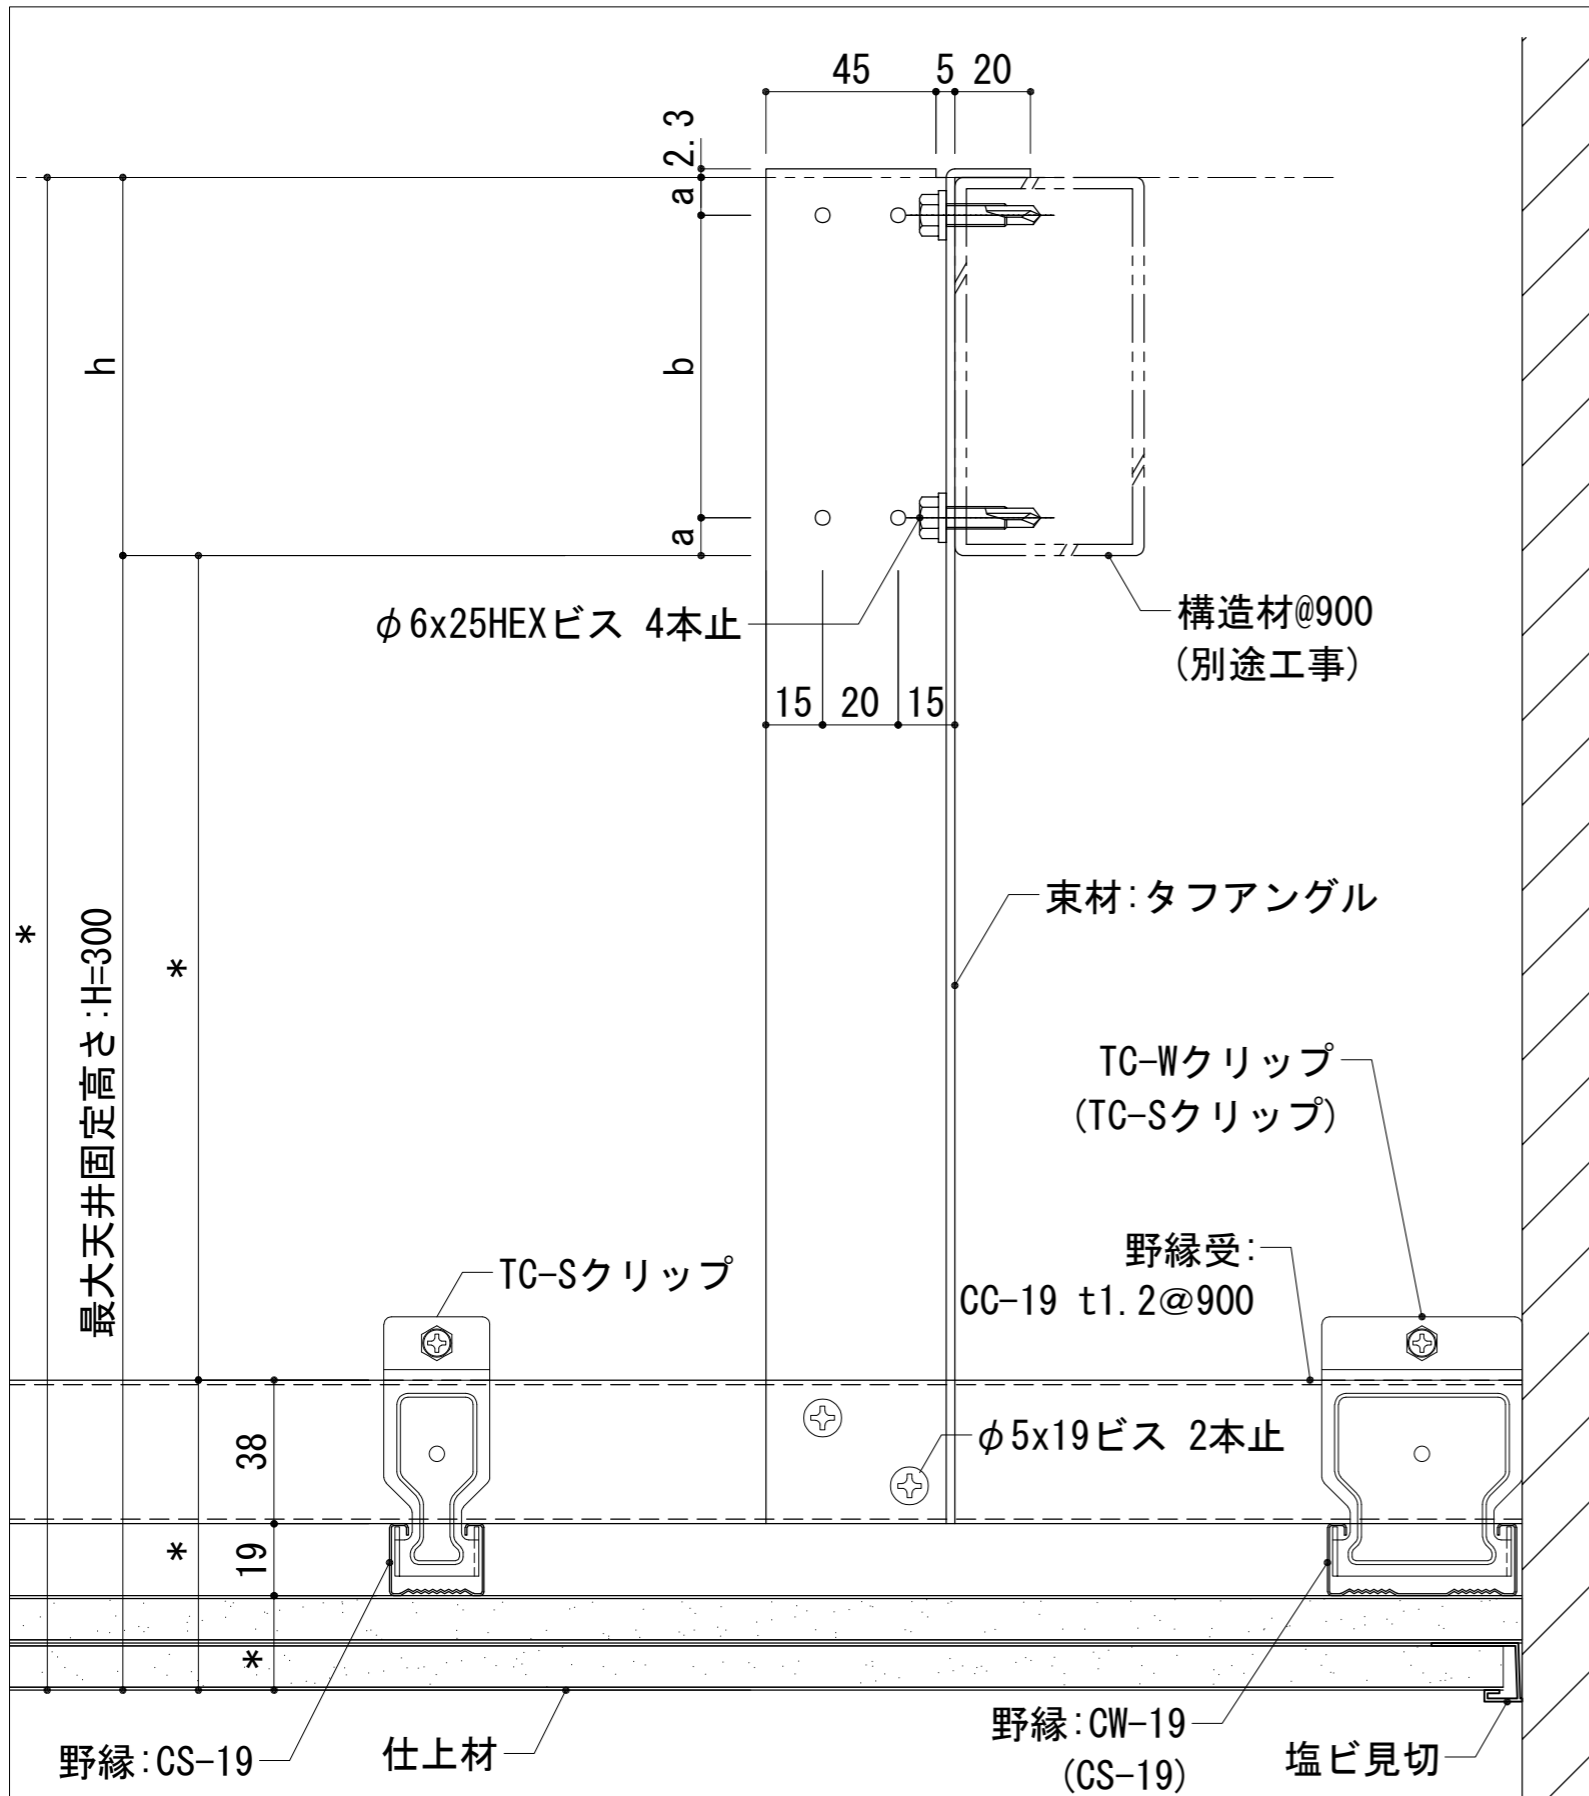 45 5 20
2.3
a
h
b
a
φ6x25HEXビス 4本止
構造材@900
(別途工事)
15 20 15
束材:タフアングル
*
*
最大天井固定高さ:H=300
TC-Wクリップ
(TC-Sクリップ)
野縁受:
CC-19 t1.2@900
TC-Sクリップ
38
φ5x19ビス 2本止
*
19
*
野縁:CS-19
仕上材
野縁:CW-19
(CS-19)
塩ビ見切